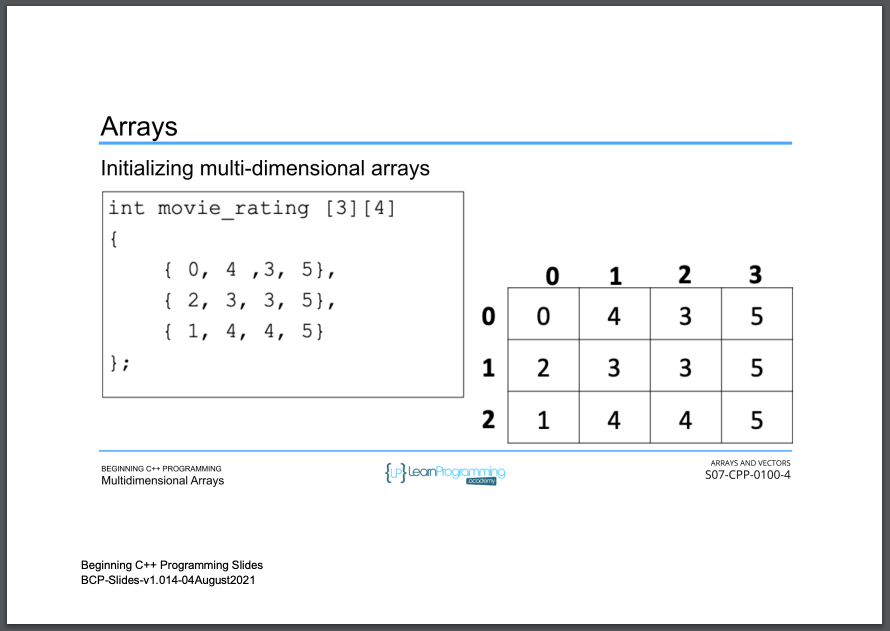 Arrays
Initializing multi-dimensional arrays
int movie_rating [3][4]
{
{ 0, 4 ,3, 5},
{ 2, 3, 3, 5},
{ 1, 4, 4, 5}
};
0 1 2 3
0 0 4 3 5
1 2 3 3 5
2 1 4 4 5
BEGINNING C++ PROGRAMMING
Multidimensional Arrays
{LP} LearnProgramming
academy
ARRAYS AND VECTORS
S07-CPP-0100-4
Beginning C++ Programming Slides
BCP-Slides-v1.014-04August2021